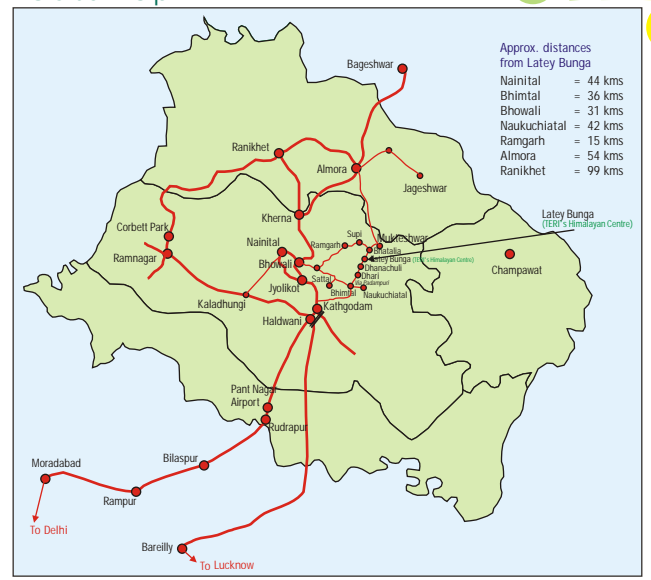 Approx. distances
from Latey Bunga
Nainital = 44 kms
Bhimtal = 36 kms
Bhowali = 31 kms
Naukuchiatal = 42 kms
Ramgarh = 15 kms
Almora = 54 kms
Ranikhet = 99 kms
Bageshwar
Ranikhet
Almora
Jageshwar
Kherna
Corbett Park
Ramnagar
Nainital
Bhowali
Ramgarh
Supi
Mukteshwar
Bhatalia
Latey Bunga (TERI's Himalayan Centre)
Dhanachuli
Dhari
Via Padampuri
Latey Bunga
(TERI's Himalayan Centre)
Champawat
Jyolikot
Sattal
Bhimtal
Naukuchiatal
Kaladhungi
Kathgodam
Haldwani
Pant Nagar
Airport
Rudrapur
Bilaspur
Moradabad
Rampur
To Delhi
Bareilly
To Lucknow